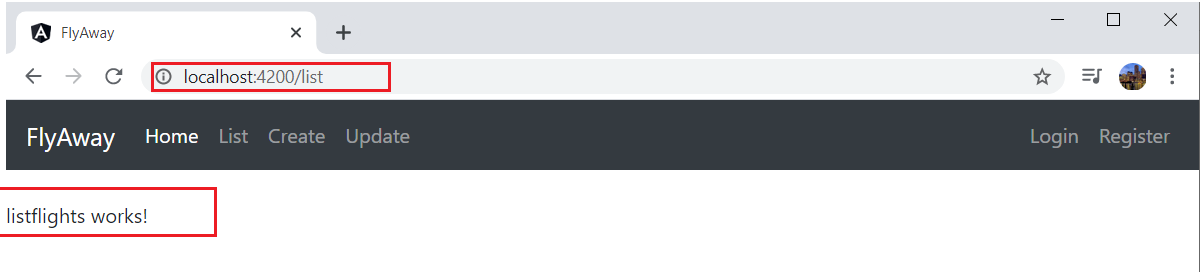 FlyAway
localhost:4200/list
FlyAway Home List Create Update Login Register
listflights works!